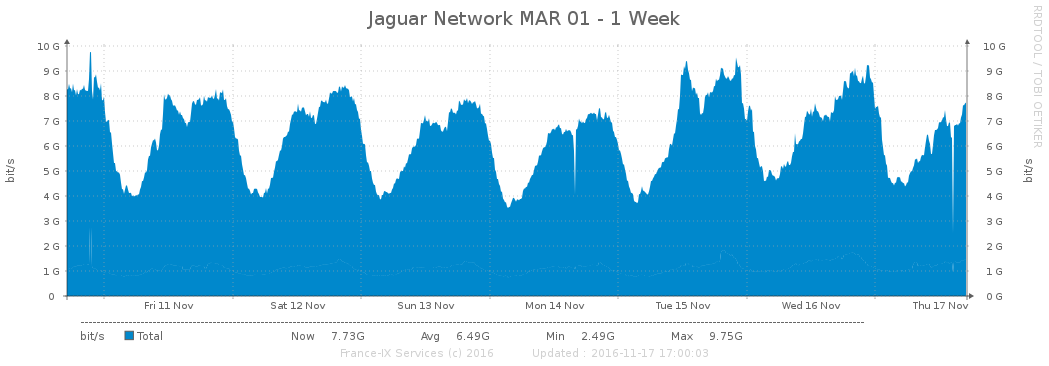 Jaguar Network MAR 01 - 1 Week
RRDTOOL / TOBI OETIKER
bit/s
10 G
9 G
8 G
7 G
6 G
5 G
4 G
3 G
2 G
1 G
0
10 G
9 G
8 G
7 G
6 G
5 G
4 G
3 G
2 G
1 G
0 G
bit/s
Fri 11 Nov Sat 12 Nov Sun 13 Nov Mon 14 Nov Tue 15 Nov Wed 16 Nov Thu 17 Nov
bit/s Total Now 7.73G Avg 6.49G Min 2.49G Max 9.75G
France-IX Services (c) 2016 Updated : 2016-11-17 17:00:03